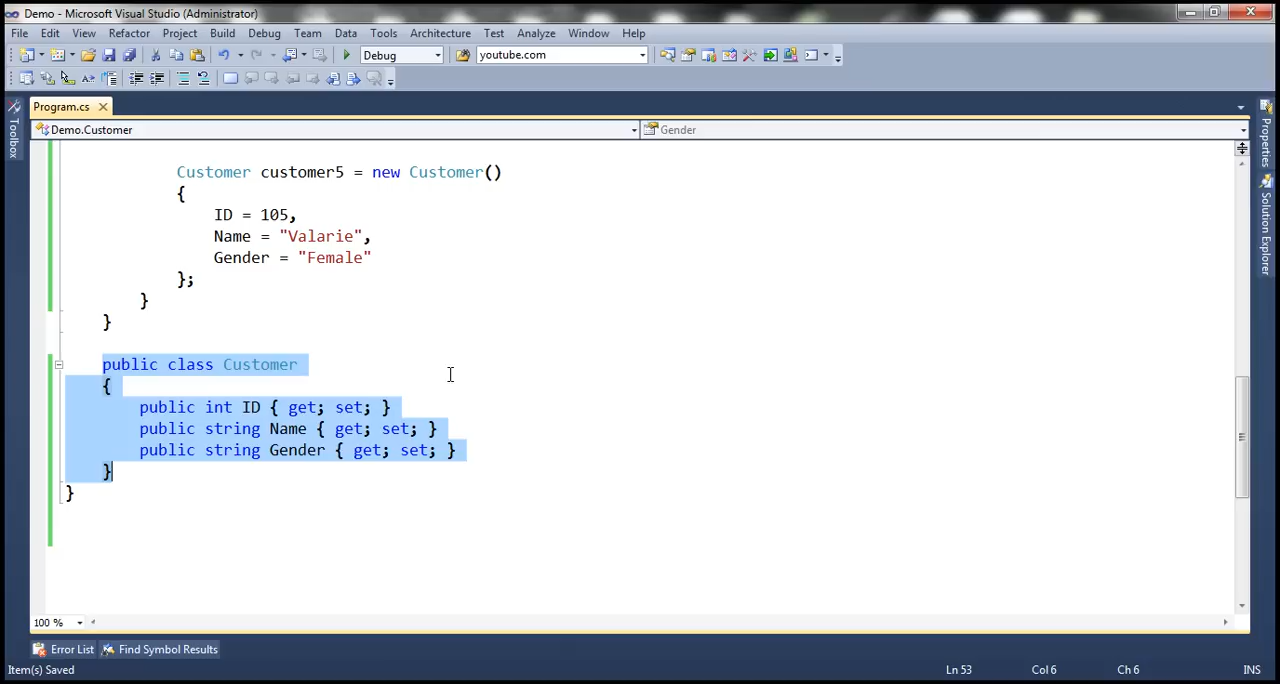 Demo - Microsoft Visual Studio (Administrator)
File Edit View Refactor Project Build Debug Team Data Tools Architecture Test Analyze Window Help
Debug youtube.com
Program.cs
Demo.Customer Gender
Toolbox
Properties
Solution Explorer
Customer customer5 = new Customer()
{
ID = 105,
Name = "Valarie",
Gender = "Female"
};
}
}
public class Customer
{
public int ID { get; set; }
public string Name { get; set; }
public string Gender { get; set; }
}
}
100 %
Error List Find Symbol Results
Item(s) Saved Ln 53 Col 6 Ch 6 INS